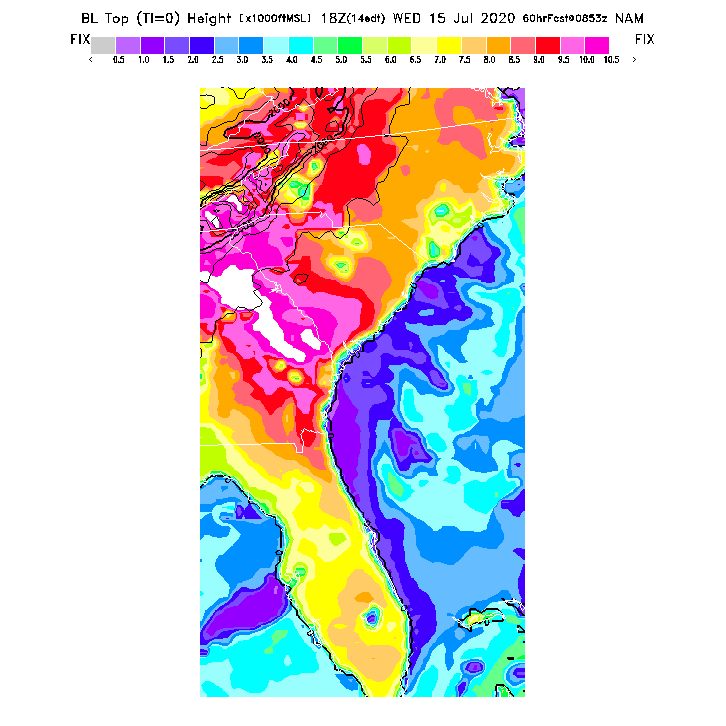 BL Top (TI=0) Height [x1000ftMSL] 18Z(14edt) WED 15 Jul 2020 60hrFcst@0853z NAM
FIX FIX
< 0.5 1.0 1.5 2.0 2.5 3.0 3.5 4.0 4.5 5.0 5.5 6.0 6.5 7.0 7.5 8.0 8.5 9.0 9.5 10.0 10.5 >